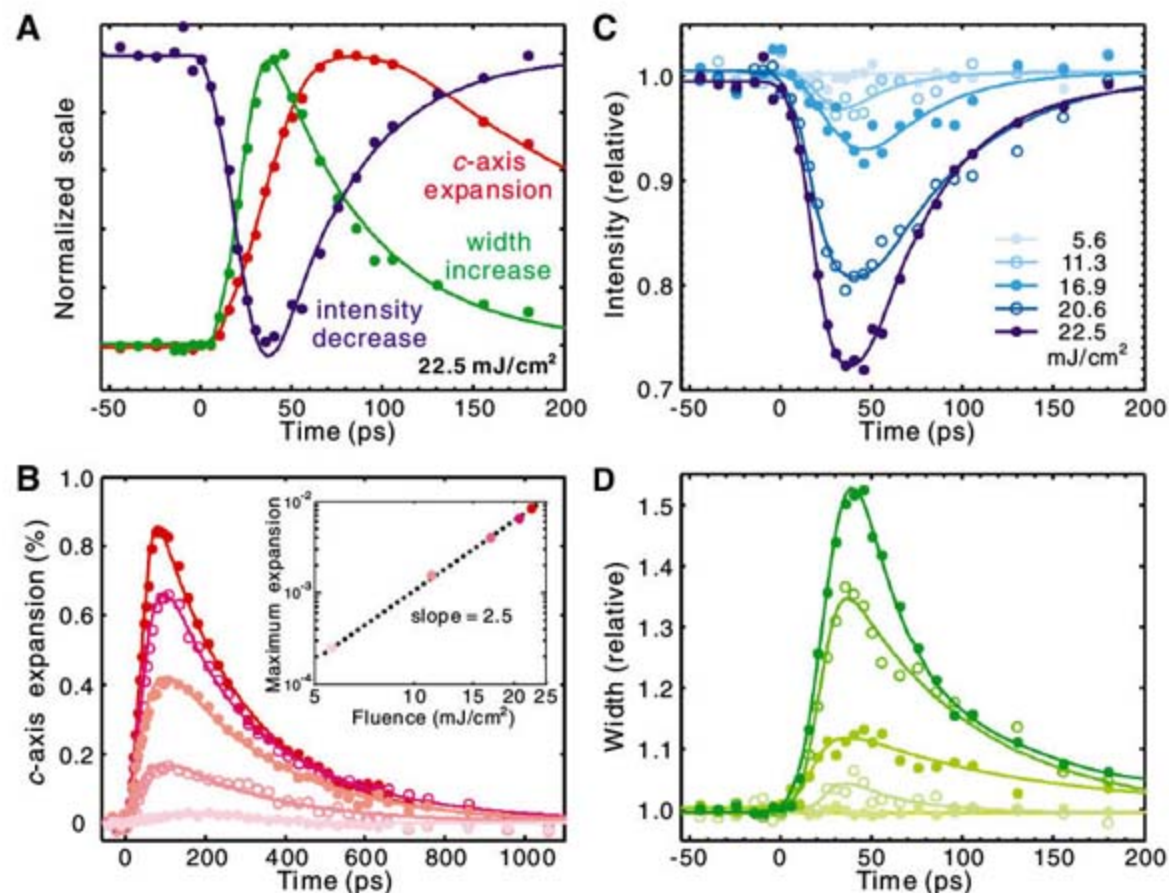 A
Normalized scale
c-axis
expansion
width
increase
intensity
decrease
22.5 mJ/cm²
-50 0 50 100 150 200
Time (ps)
C
Intensity (relative)
1.0
0.9
0.8
0.7
5.6
11.3
16.9
20.6
22.5
mJ/cm²
-50 0 50 100 150 200
Time (ps)
B
c-axis expansion (%)
1.0
0.8
0.6
0.4
0.2
0
Maximum expansion
10⁻²
10⁻³
10⁻⁴
slope = 2.5
5 10 20 25
Fluence (mJ/cm²)
0 200 400 600 800 1000
Time (ps)
D
Width (relative)
1.5
1.4
1.3
1.2
1.1
1.0
-50 0 50 100 150 200
Time (ps)